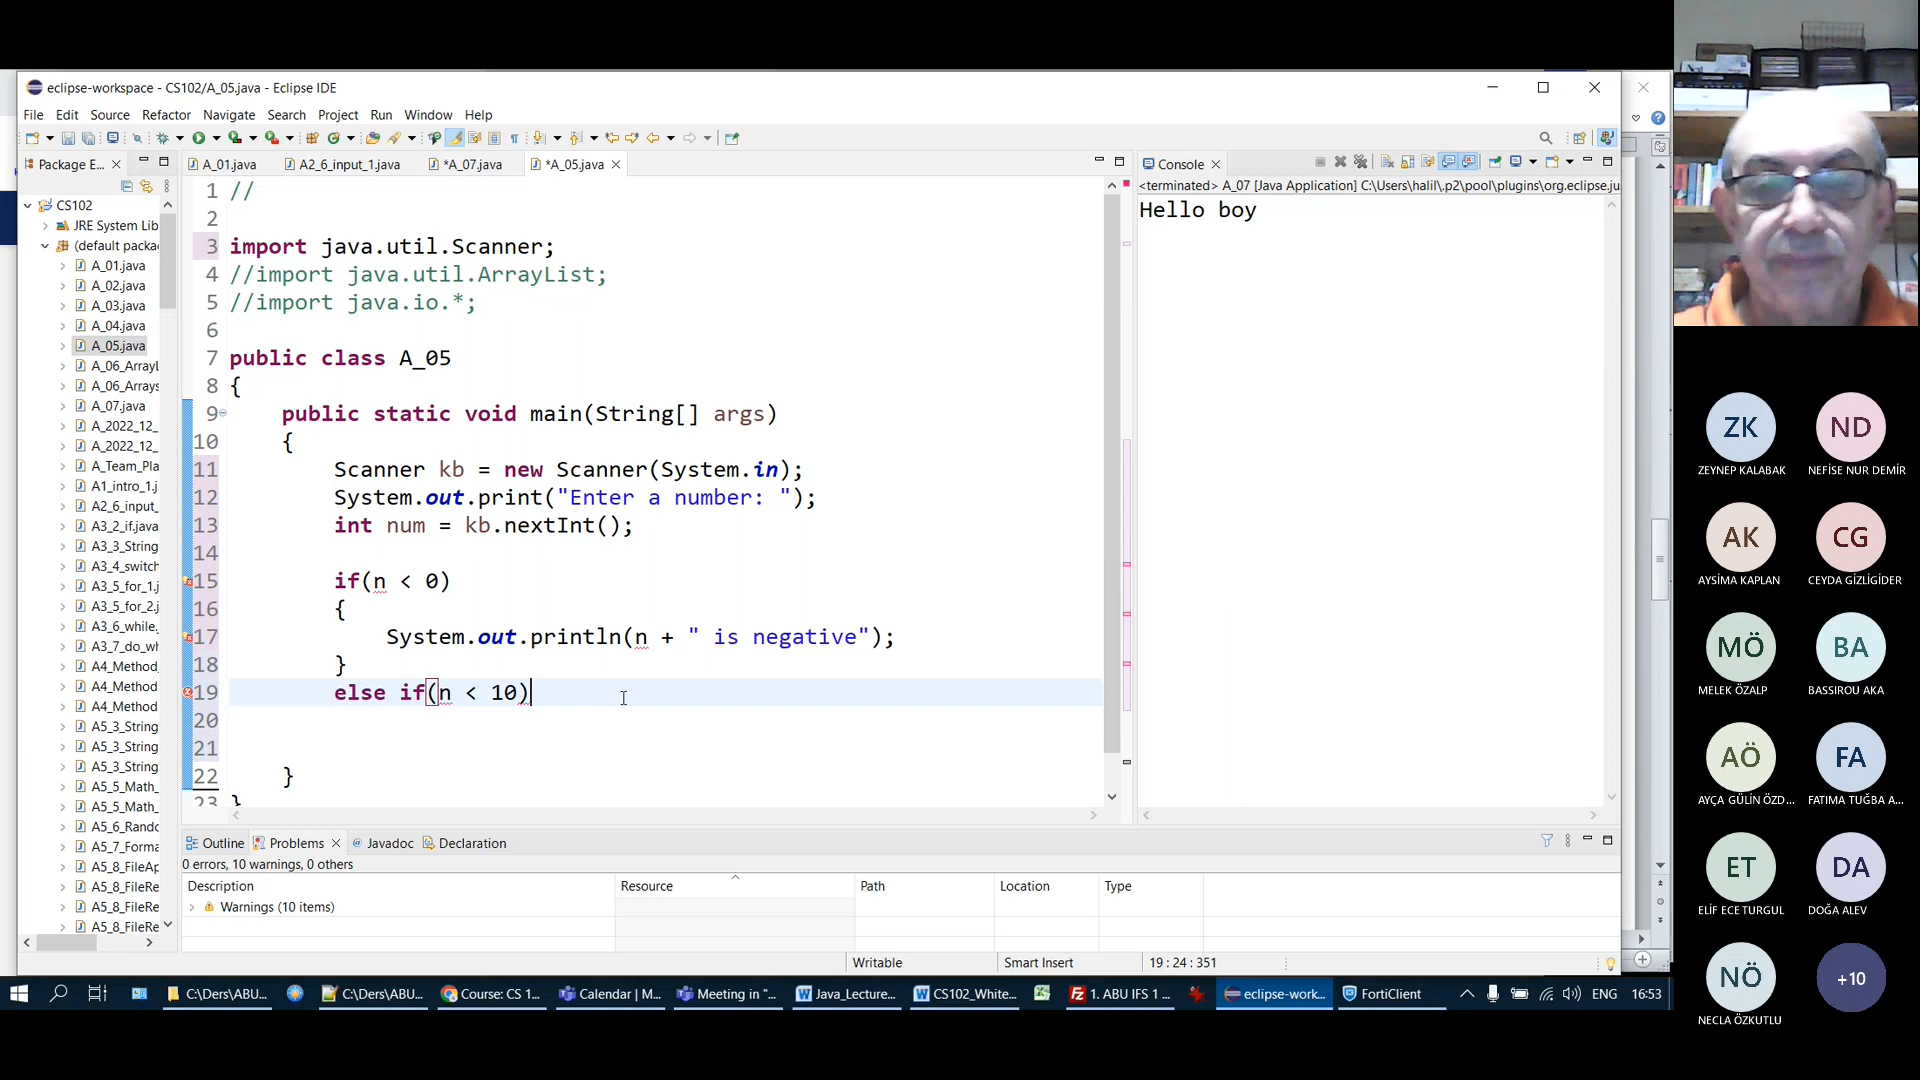 eclipse-workspace - CS102/A_05.java - Eclipse IDE
File Edit Source Refactor Navigate Search Project Run Window Help
Package E...
A_01.java
A2_6_input_1.java
*A_07.java
*A_05.java
Console
<terminated> A_07 [Java Application] C:\Users\halil\.p2\pool\plugins\org.eclipse.ju
Hello boy
CS102
JRE System Lib
(default packa
A_01.java
A_02.java
A_03.java
A_04.java
A_05.java
A_06_Arrayl
A_06_Arrays
A_07.java
A_2022_12_
A_2022_12_
A_Team_Pla
A1_intro_1.j
A2_6_input_
A3_2_if.java
A3_3_String
A3_4_switch
A3_5_for_1.j
A3_5_for_2.j
A3_6_while.
A3_7_do_wh
A4_Method_
A4_Method
A4_Method
A5_3_String
A5_3_String
A5_3_String
A5_5_Math_
A5_5_Math_
A5_6_Rando
A5_7_Forma
A5_8_FileAp
A5_8_FileRe
A5_8_FileRe
A5_8_FileRe
1 //
2
3 import java.util.Scanner;
4 //import java.util.ArrayList;
5 //import java.io.*;
6
7 public class A_05
8 {
9 public static void main(String[] args)
10 {
11 Scanner kb = new Scanner(System.in);
12 System.out.print("Enter a number: ");
13 int num = kb.nextInt();
14
15 if(n < 0)
16 {
17 System.out.println(n + " is negative");
18 }
19 else if(n < 10)
20
21
22 }
23 }
Outline Problems @ Javadoc Declaration
0 errors, 10 warnings, 0 others
Description Resource Path Location Type
Warnings (10 items)
Writable Smart Insert 19 : 24 : 351
C:\Ders\ABU... C:\Ders\ABU... Course: CS 1... Calendar | M... Meeting in "... Java_Lecture... CS102_White... 1. ABU IFS 1 ... eclipse-work... FortiClient ENG 16:53
ZK ND
ZEYNEP KALABAK NEFİSE NUR DEMİR
AK CG
AYSİMA KAPLAN CEYDA GİZLİGİDER
MÖ BA
MELEK ÖZALP BASSIROU AKA
AÖ FA
AYÇA GÜLİN ÖZD... FATIMA TUĞBA A...
ET DA
ELİF ECE TURGUL DOĞA ALEV
NÖ +10
NECLA ÖZKUTLU